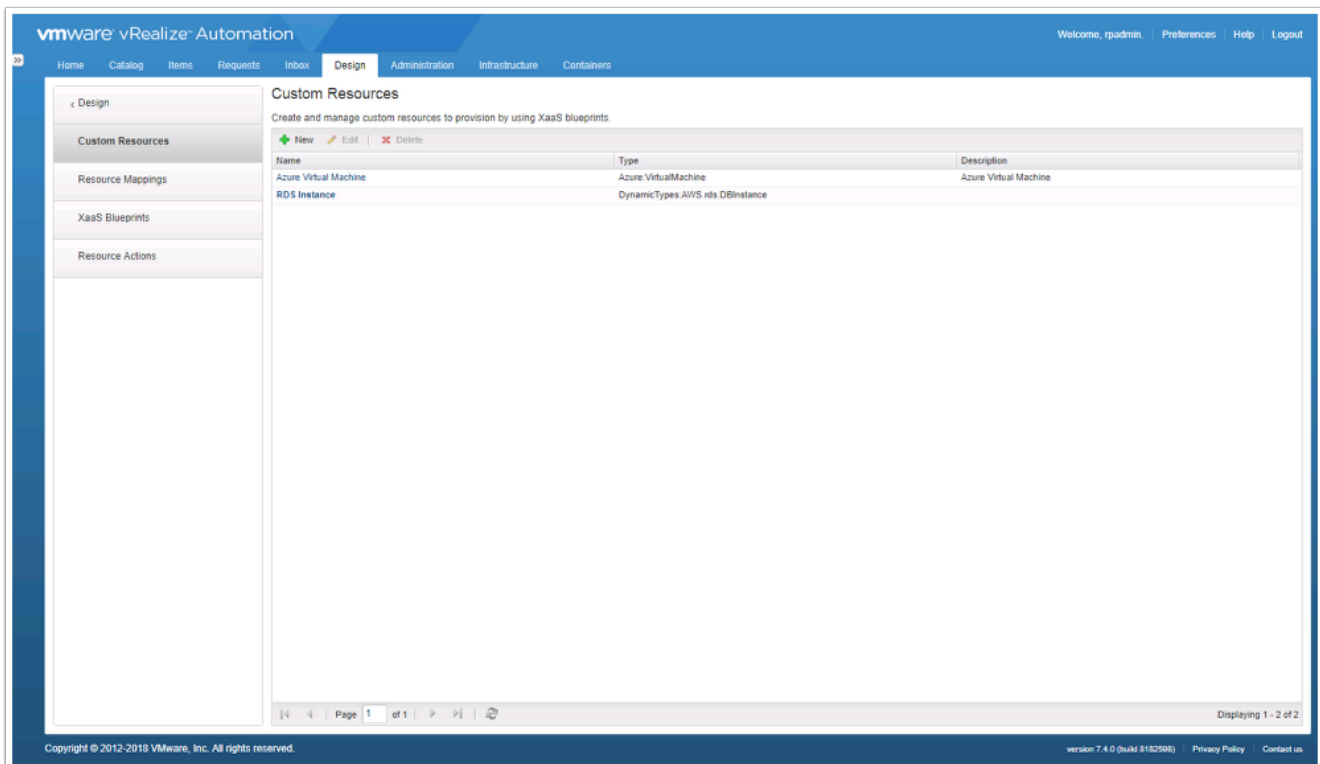 vmware vRealize™ Automation
Welcome, rpadmin. Preferences Help Logout
Home Catalog Items Requests Inbox Design Administration Infrastructure Containers
< Design
Custom Resources
Resource Mappings
XaaS Blueprints
Resource Actions
Custom Resources
Create and manage custom resources to provision by using XaaS blueprints.
New Edit Delete
Name Type Description
Azure Virtual Machine Azure:VirtualMachine Azure Virtual Machine
RDS Instance DynamicTypes:AWS.rds.DBInstance
Page 1 of 1
Displaying 1 - 2 of 2
Copyright © 2012-2018 VMware, Inc. All rights reserved.
version 7.4.0 (build 8182598) Privacy Policy Contact us